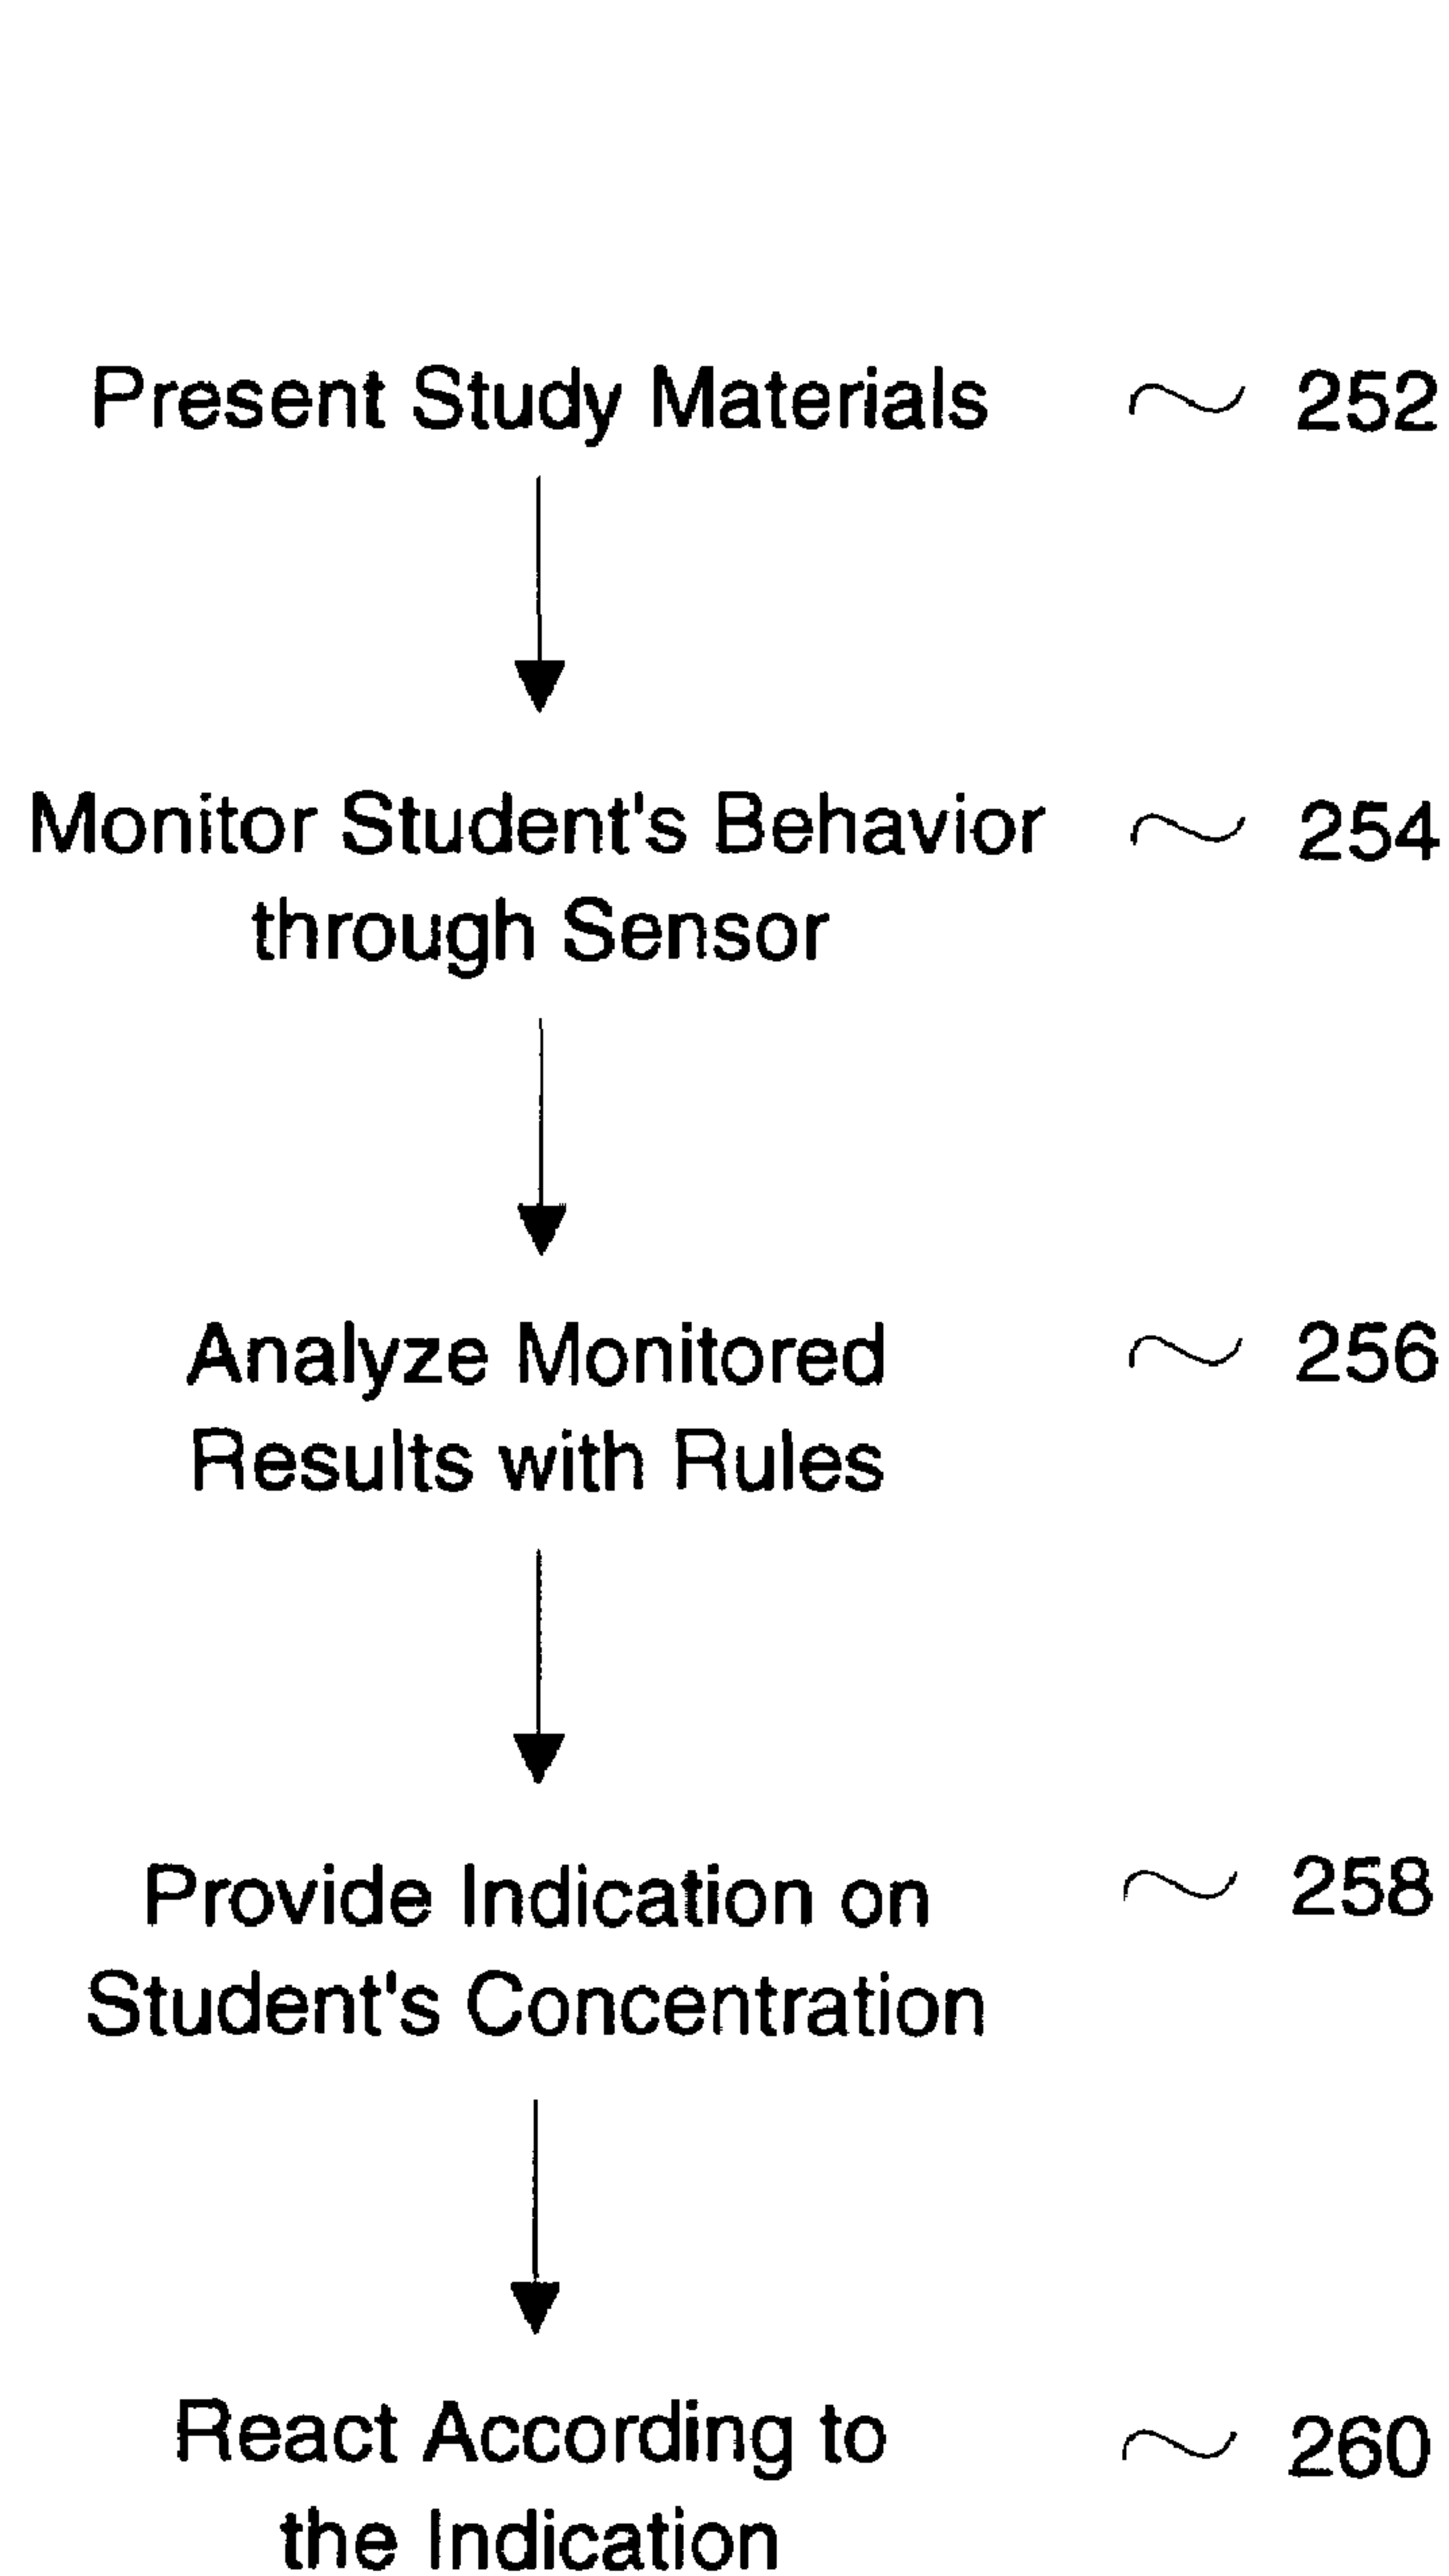 Present Study Materials 252
Monitor Student's Behavior 254
through Sensor
Analyze Monitored 256
Results with Rules
Provide Indication on 258
Student's Concentration
React According to 260
the Indication